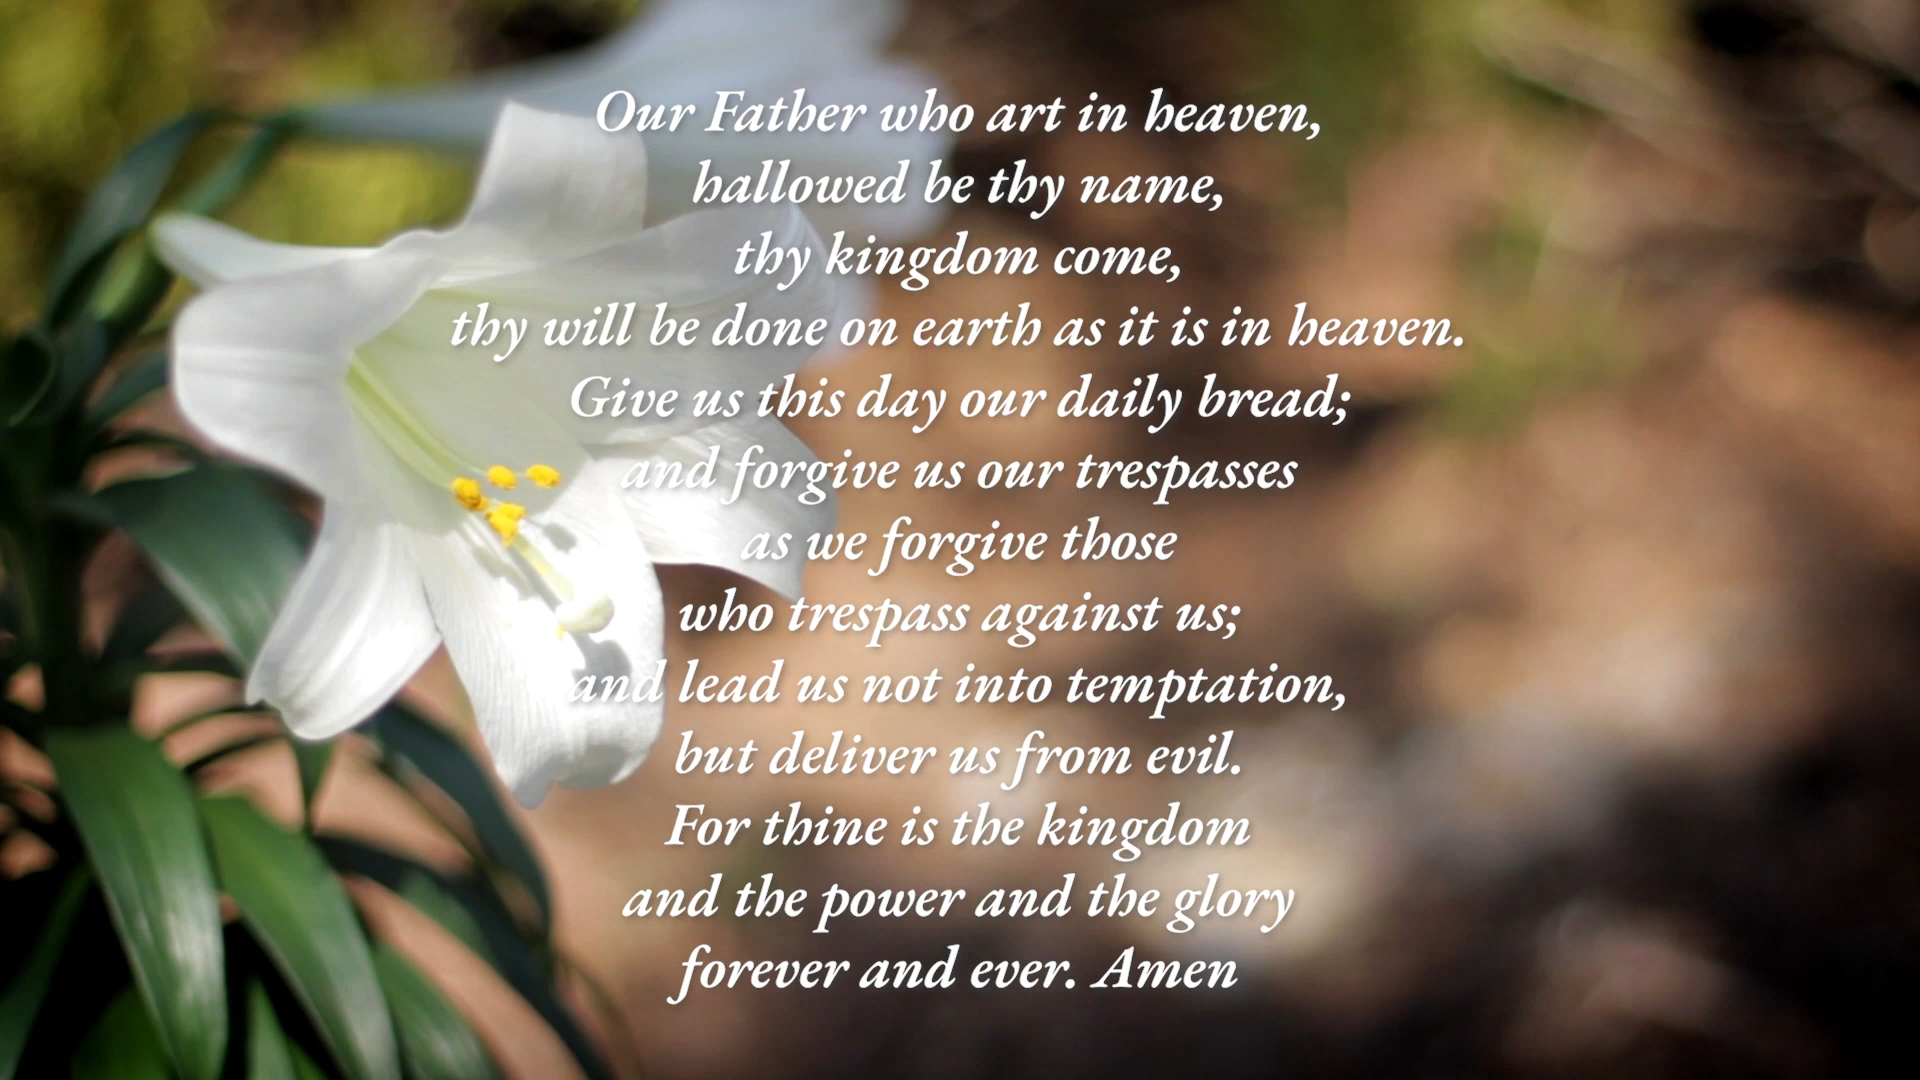 Our Father who art in heaven,
hallowed be thy name,
thy kingdom come,
thy will be done on earth as it is in heaven.
Give us this day our daily bread;
and forgive us our trespasses
as we forgive those
who trespass against us;
and lead us not into temptation,
but deliver us from evil.
For thine is the kingdom
and the power and the glory
forever and ever. Amen